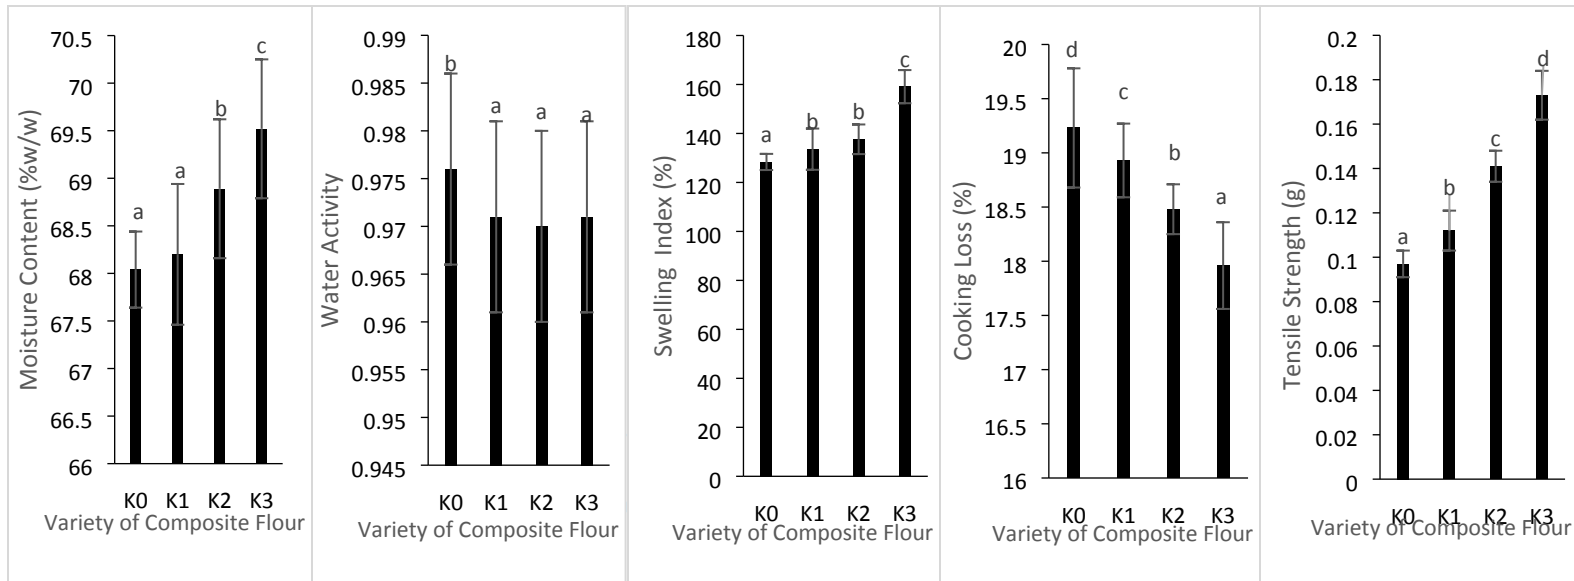 Moisture Content (%w/w)
70.5
70
69.5
69
68.5
68
67.5
67
66.5
66
a
a
b
c
K0 K1 K2 K3
Variety of Composite Flour
Water Activity
0.99
0.985
0.98
0.975
0.97
0.965
0.96
0.955
0.95
0.945
b
a
a
a
K0 K1 K2 K3
Variety of Composite Flour
Swelling Index (%)
180
160
140
120
100
80
60
40
20
0
a
b
b
c
K0 K1 K2 K3
Variety of Composite Flour
Cooking Loss (%)
20
19.5
19
18.5
18
17.5
17
16.5
16
d
c
b
a
K0 K1 K2 K3
Variety of Composite Flour
Tensile Strength (g)
0.2
0.18
0.16
0.14
0.12
0.1
0.08
0.06
0.04
0.02
0
a
b
c
d
K0 K1 K2 K3
Variety of Composite Flour